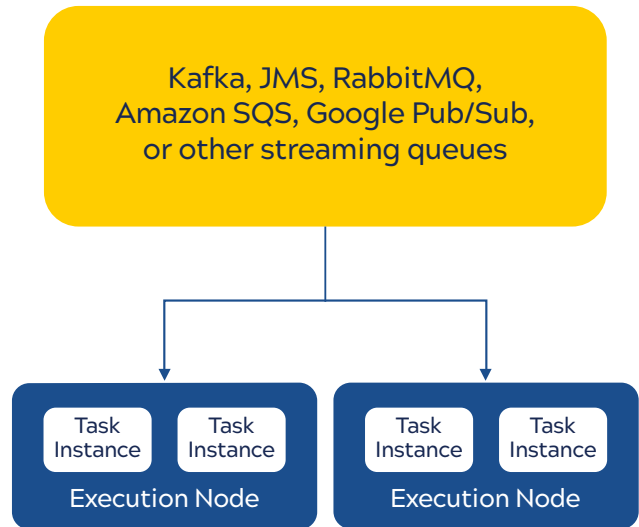 Kafka, JMS, RabbitMQ,
Amazon SQS, Google Pub/Sub,
or other streaming queues
Task
Instance
Task
Instance
Execution Node
Task
Instance
Task
Instance
Execution Node